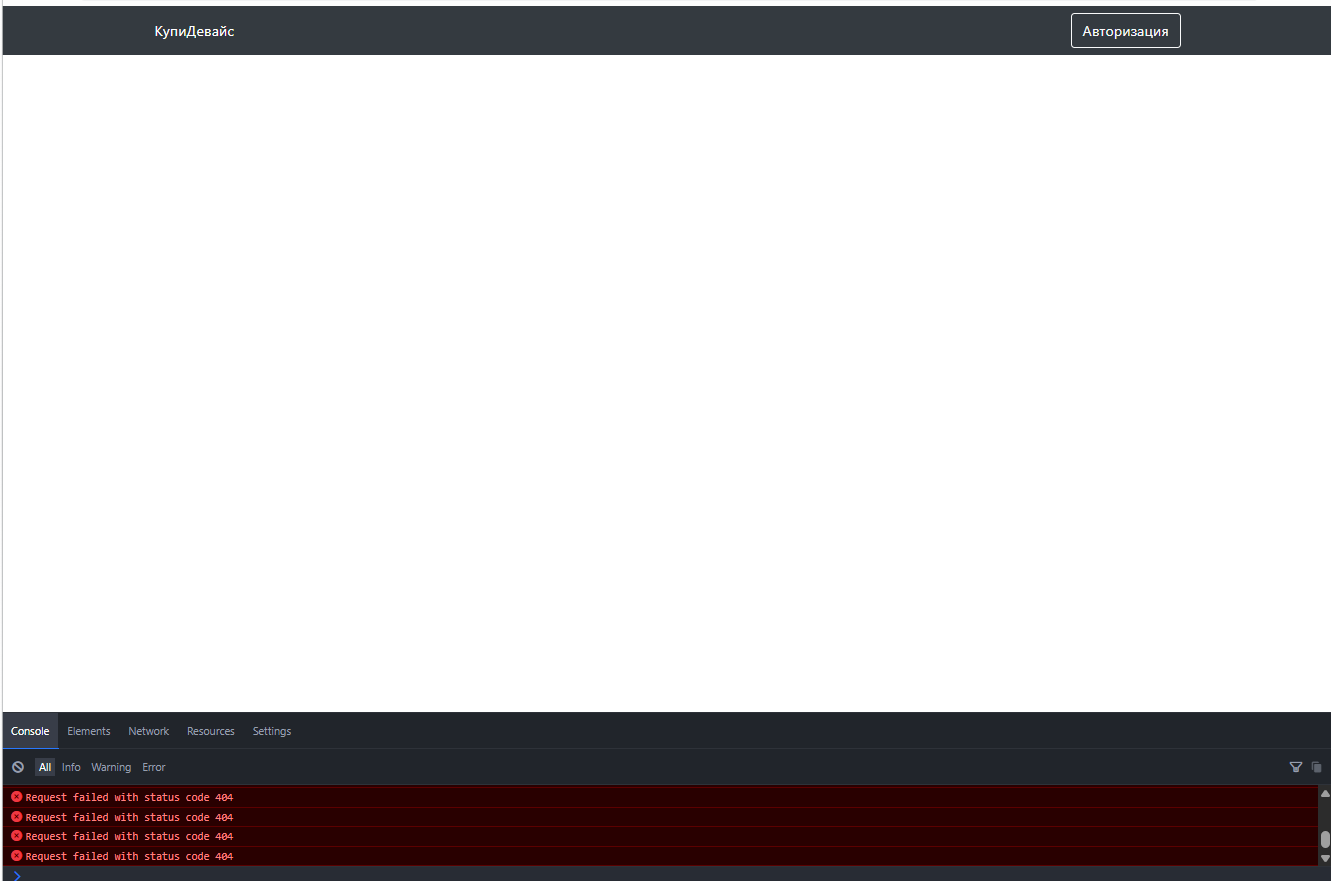 КупиДевайс Авторизация
Console Elements Network Resources Settings
All Info Warning Error
Request failed with status code 404
Request failed with status code 404
Request failed with status code 404
Request failed with status code 404